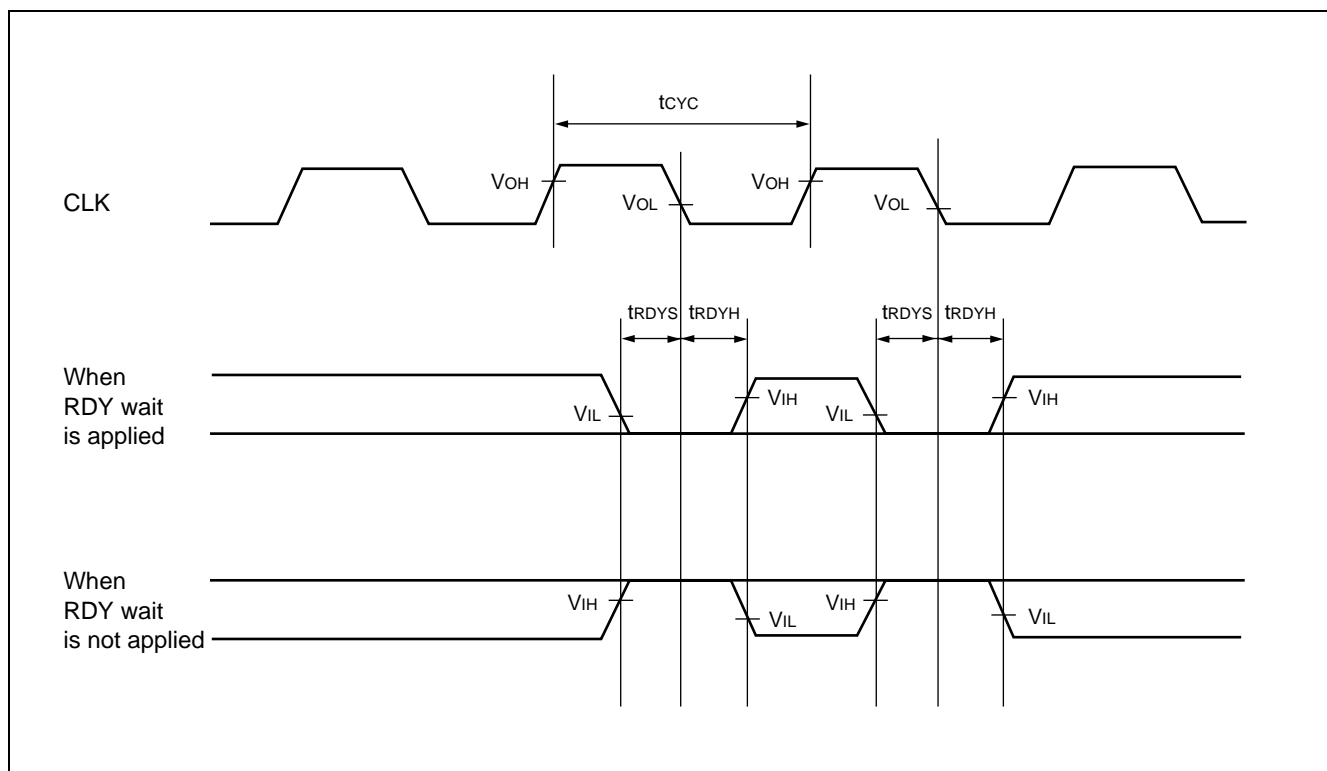 tCYC
VOH
VOL
VOH
VOL
CLK
tRDYS tRDYH tRDYS tRDYH
When
RDY wait
is applied
VIL
VIH
VIL
VIH
When
RDY wait
is not applied
VIH
VIL
VIH
VIL